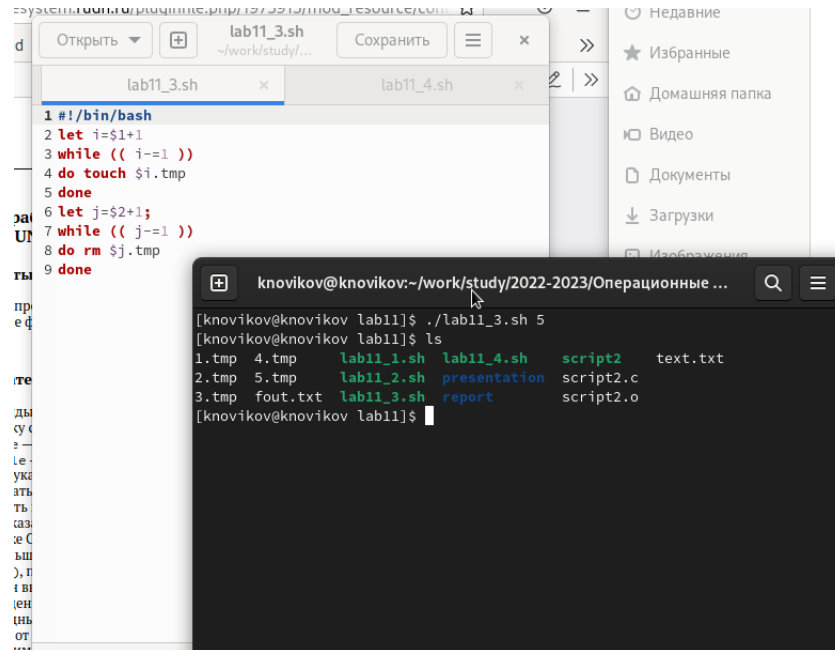 Открыть
lab11_3.sh
~/work/study/...
Сохранить
lab11_3.sh
lab11_4.sh
1 #!/bin/bash
2 let i=$1+1
3 while (( i-=1 ))
4 do touch $i.tmp
5 done
6 let j=$2+1;
7 while (( j-=1 ))
8 do rm $j.tmp
9 done
Недавние
Избранные
Домашняя папка
Видео
Документы
Загрузки
Изображения
knovikov@knovikov:~/work/study/2022-2023/Операционные ...
[knovikov@knovikov lab11]$ ./lab11_3.sh 5
[knovikov@knovikov lab11]$ ls
1.tmp 4.tmp lab11_1.sh lab11_4.sh script2 text.txt
2.tmp 5.tmp lab11_2.sh presentation script2.c
3.tmp fout.txt lab11_3.sh report script2.o
[knovikov@knovikov lab11]$